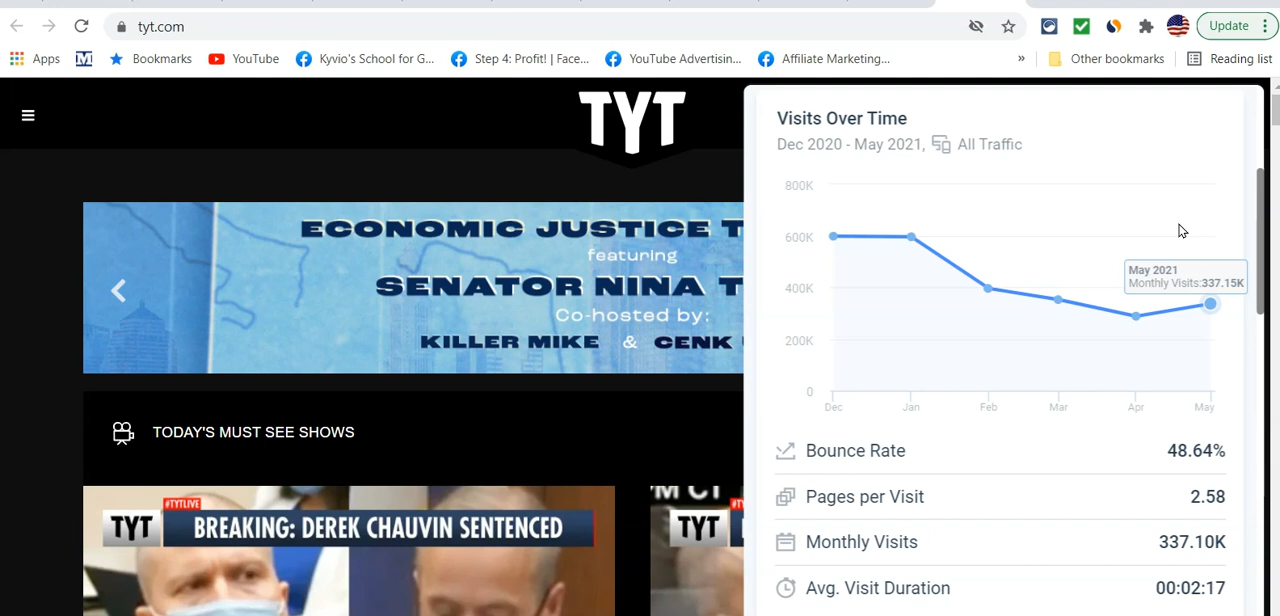 tyt.com
Update
Apps
Bookmarks
YouTube
Kyvio's School for G...
Step 4: Profit! | Face...
YouTube Advertisin...
Affiliate Marketing...
»
Other bookmarks
Reading list
TYT
ECONOMIC JUSTICE T
featuring
SENATOR NINA T
Co-hosted by:
KILLER MIKE & CENK
TODAY'S MUST SEE SHOWS
#TYTLIVE
TYT BREAKING: DEREK CHAUVIN SENTENCED
TYT
Visits Over Time
Dec 2020 - May 2021, All Traffic
800K
600K
400K
200K
0
May 2021
Monthly Visits:337.15K
Dec Jan Feb Mar Apr May
Bounce Rate 48.64%
Pages per Visit 2.58
Monthly Visits 337.10K
Avg. Visit Duration 00:02:17